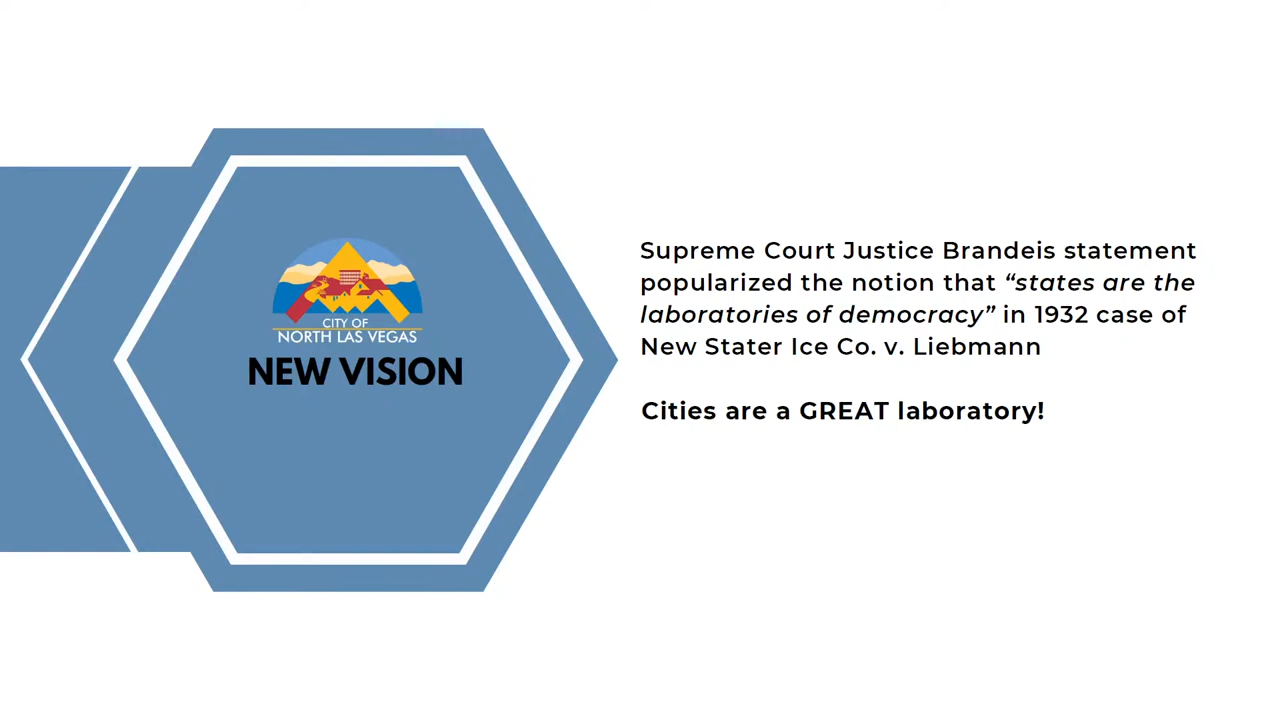 CITY OF
NORTH LAS VEGAS
NEW VISION
Supreme Court Justice Brandeis statement
popularized the notion that “states are the
laboratories of democracy” in 1932 case of
New Stater Ice Co. v. Liebmann
Cities are a GREAT laboratory!